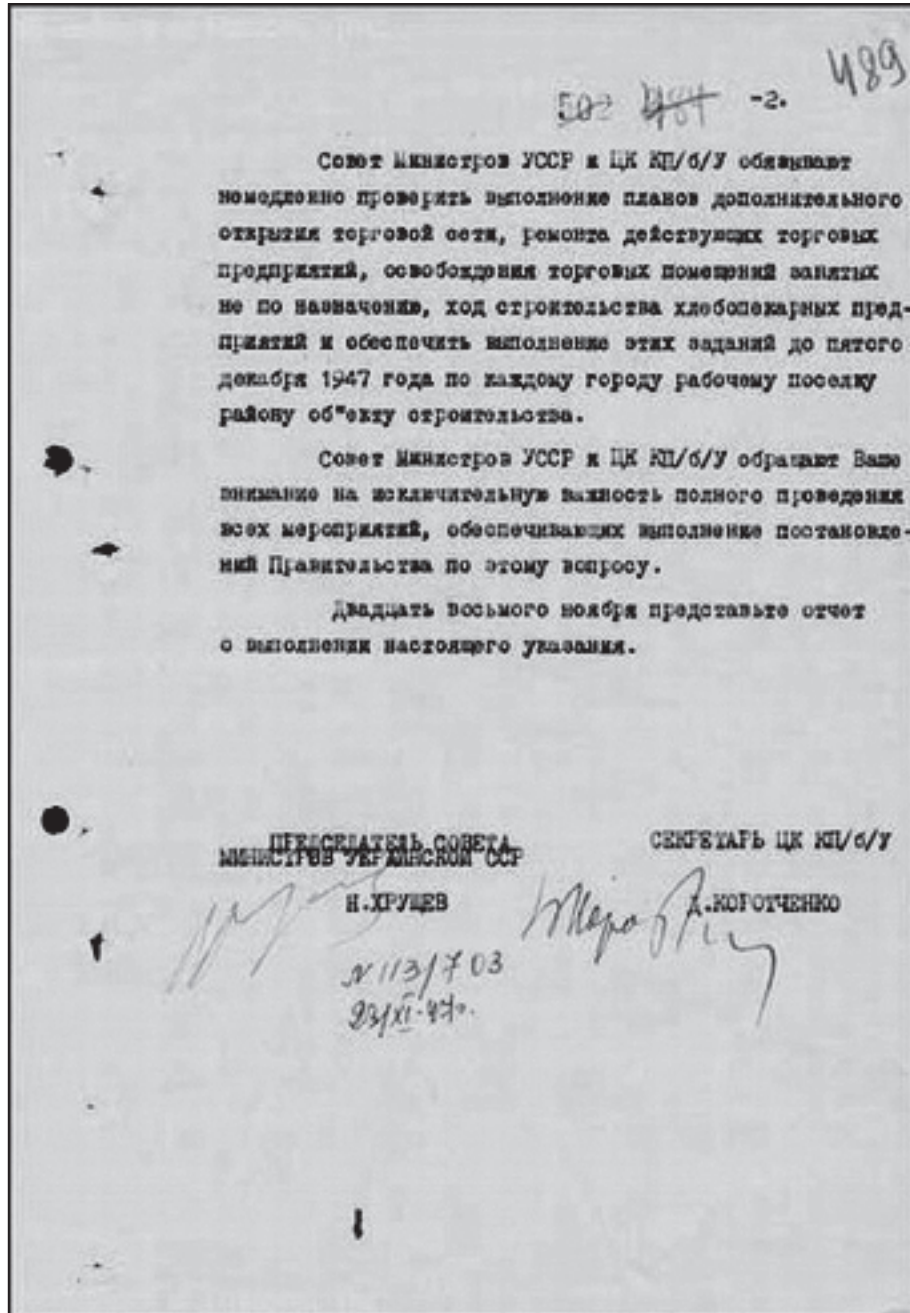 489
502 484 -2.
Совет Министров УССР и ЦК КП/б/У обязывают
немедленно проверить выполнение планов дополнительного
открытия торговой сети, ремонта действующих торговых
предприятий, освобождения торговых помещений занятых
не по назначению, ход строительства хлебопекарных пред-
приятий и обеспечить выполнение этих заданий до пятого
декабря 1947 года по каждому городу рабочему поселку
району об"екту строительства.
Совет Министров УССР и ЦК КП/б/У обращают Ваше
внимание на исключительную важность полного проведения
всех мероприятий, обеспечивающих выполнение постановле-
ний Правительства по этому вопросу.
Двадцать восьмого ноября представьте отчет
о выполнении настоящего указания.
ПРЕДСЕДАТЕЛЬ СОВЕТА СЕКРЕТАРЬ ЦК КП/б/У
МИНИСТРОВ УКРАИНСКОЙ ССР
Н.ХРУЩЕВ Д.КОРОТЧЕНКО
N 113/703
23/XI-47г.